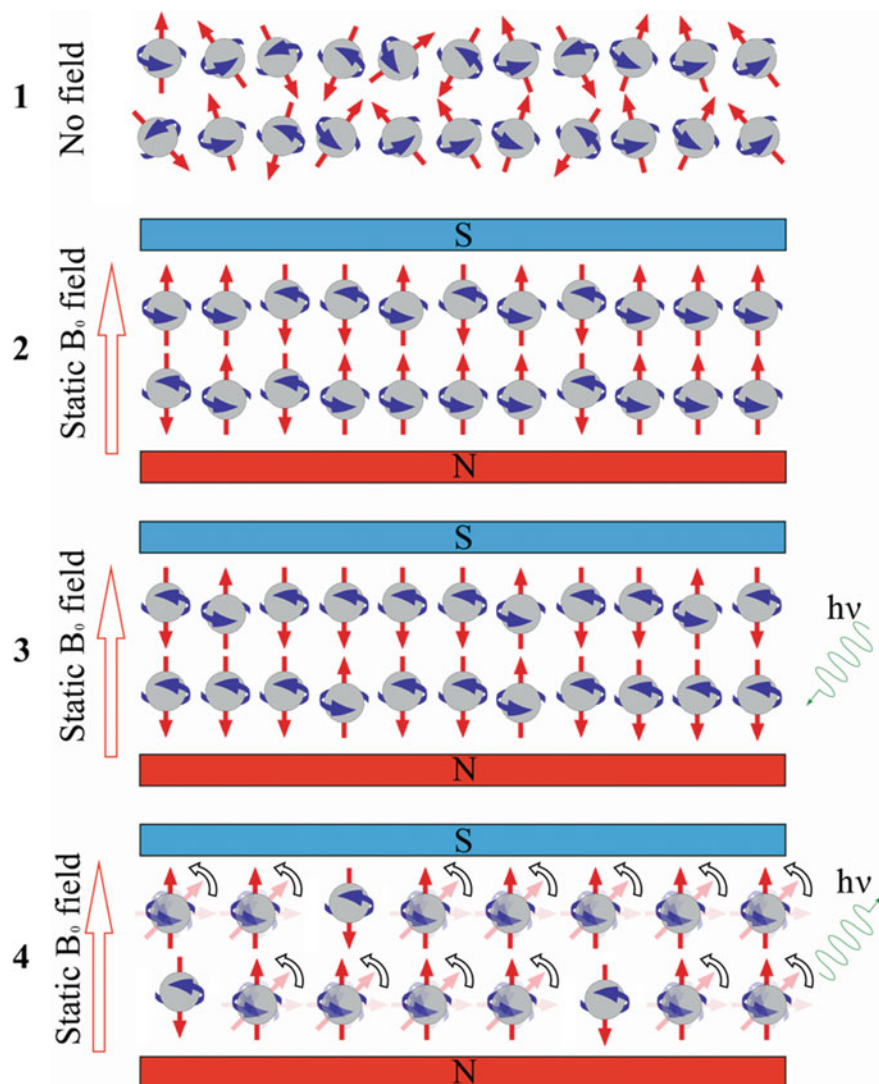 1
No field
S
2
Static B₀ field
N
S
3
Static B₀ field
hν
N
S
4
Static B₀ field
hν
N